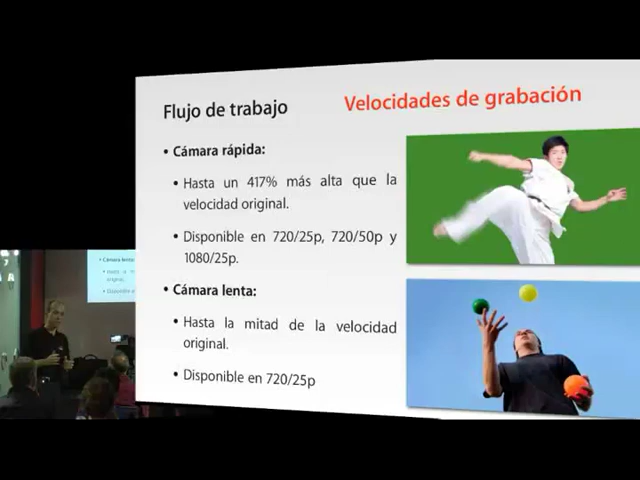 Flujo de trabajo
Velocidades de grabación
• Cámara rápida:
• Hasta un 417% más alta que la
velocidad original.
• Disponible en 720/25p, 720/50p y
1080/25p.
• Cámara lenta:
• Hasta la mitad de la velocidad
original.
• Disponible en 720/25p
• Cámara lenta: